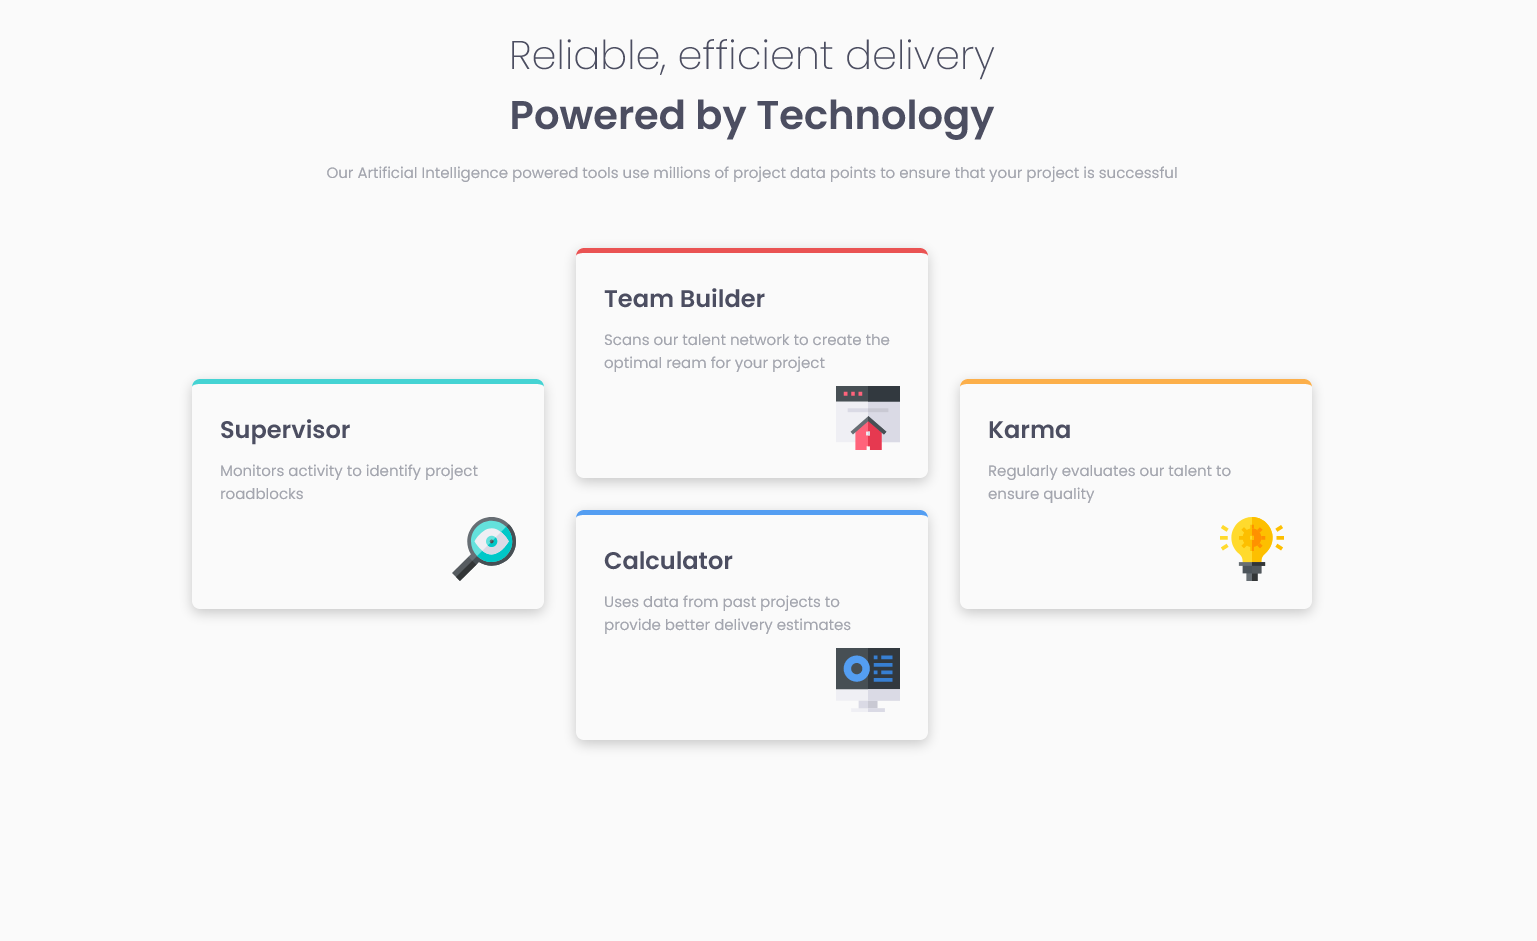 Reliable, efficient delivery
Powered by Technology
Our Artificial Intelligence powered tools use millions of project data points to ensure that your project is successful
Supervisor
Monitors activity to identify project
roadblocks
Team Builder
Scans our talent network to create the
optimal ream for your project
Calculator
Uses data from past projects to
provide better delivery estimates
Karma
Regularly evaluates our talent to
ensure quality